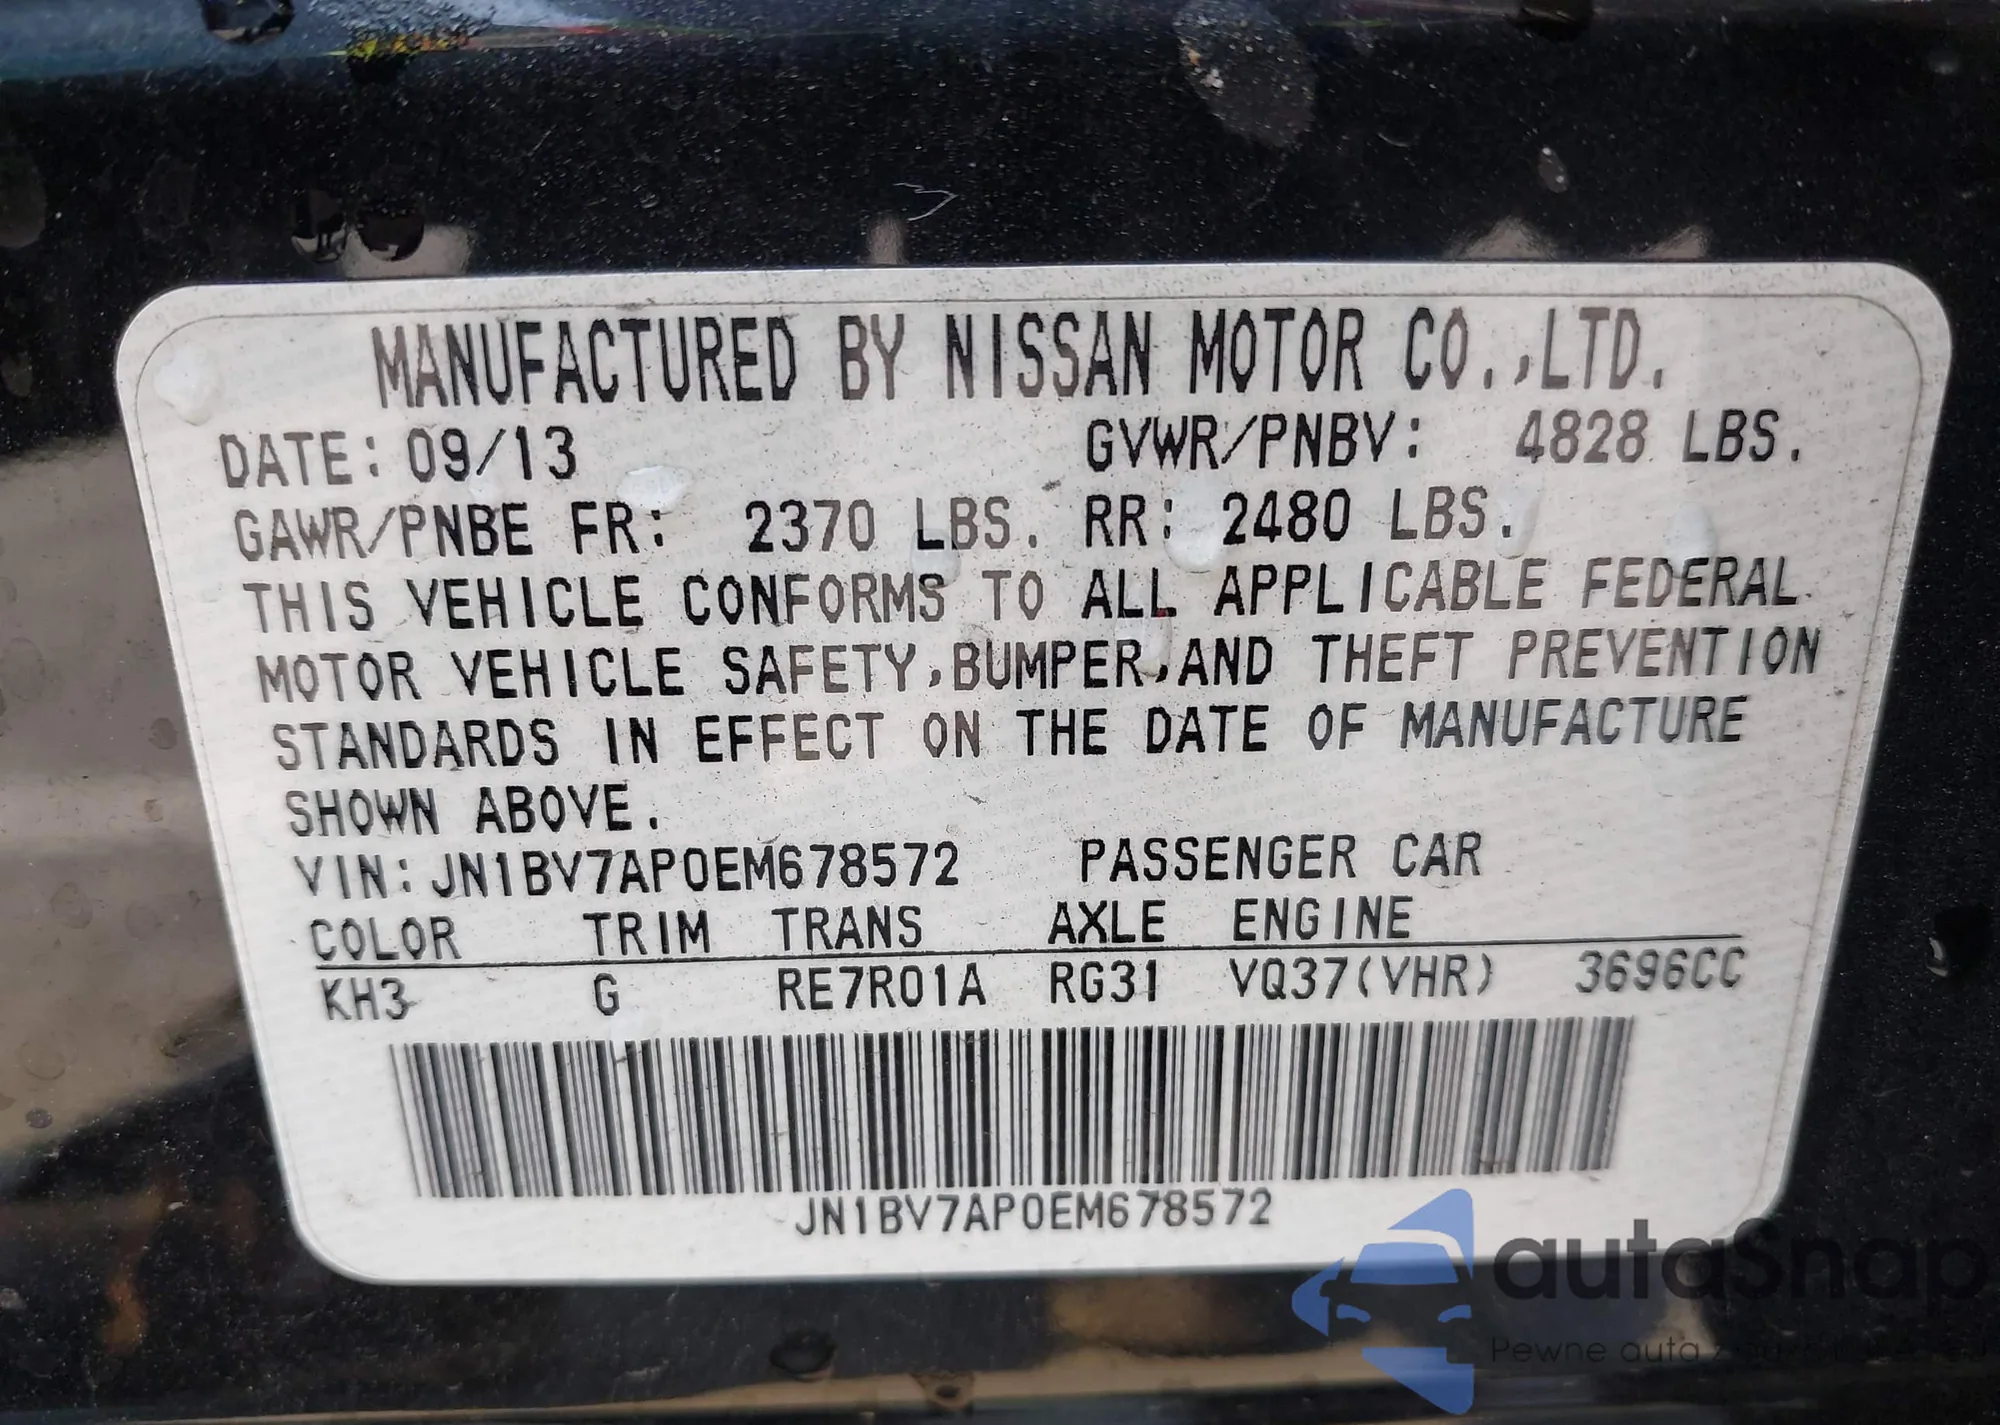 MANUFACTURED BY NISSAN MOTOR CO.,LTD.
DATE: 09/13 GVWR/PNBV: 4828 LBS.
GAWR/PNBE FR: 2370 LBS. RR: 2480 LBS.
THIS VEHICLE CONFORMS TO ALL APPLICABLE FEDERAL
MOTOR VEHICLE SAFETY,BUMPER,AND THEFT PREVENTION
STANDARDS IN EFFECT ON THE DATE OF MANUFACTURE
SHOWN ABOVE.
VIN:JN1BV7AP0EM678572 PASSENGER CAR
COLOR TRIM TRANS AXLE ENGINE
KH3 G RE7R01A RG31 VQ37(VHR) 3696CC
JN1BV7AP0EM678572
autaSnap
Pewne auta z